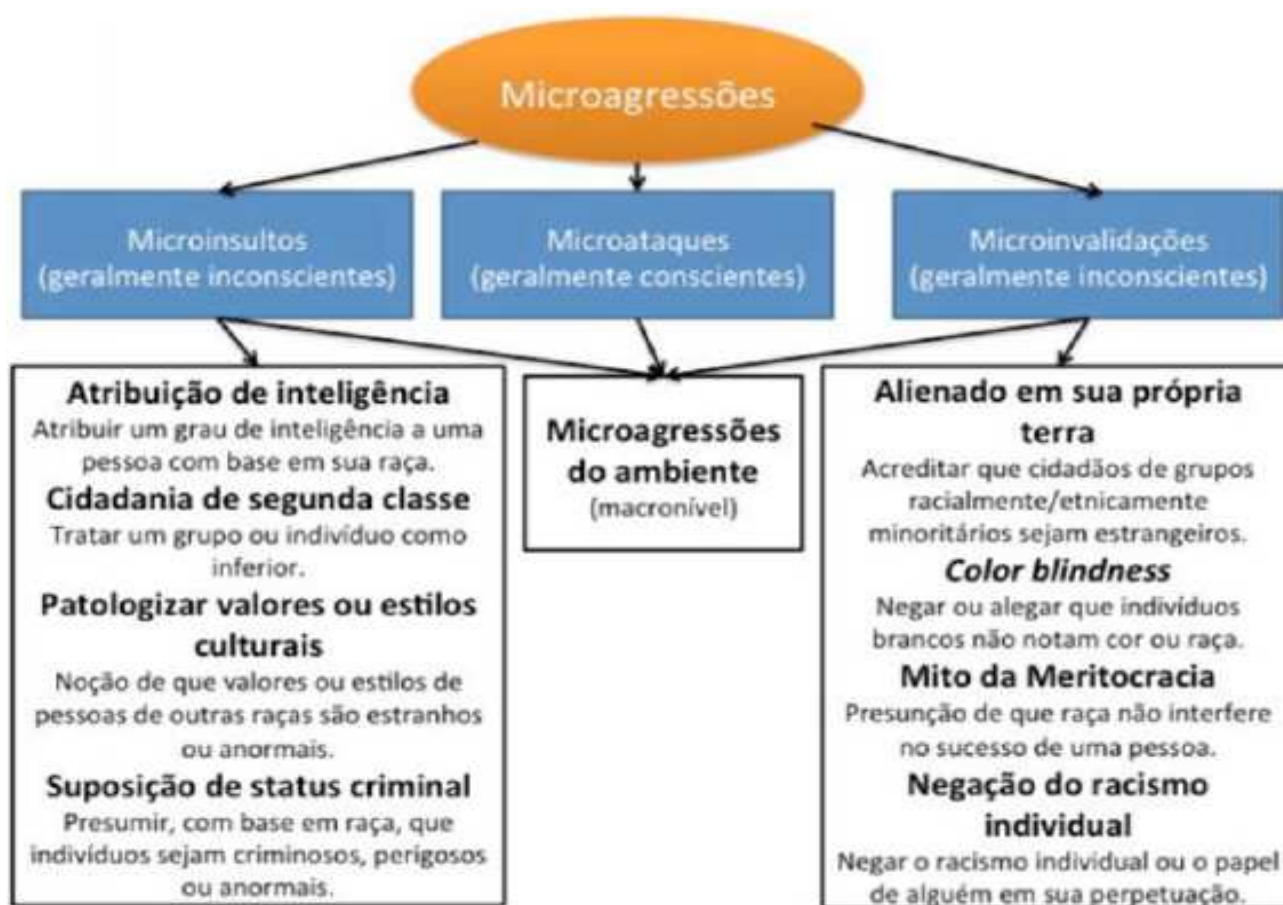 Microagressões
Microinsultos
(geralmente inconscientes)
Microataques
(geralmente conscientes)
Microinvalidações
(geralmente inconscientes)
Atribuição de inteligência
Atribuir um grau de inteligência a uma
pessoa com base em sua raça.
Cidadania de segunda classe
Tratar um grupo ou indivíduo como
inferior.
Patologizar valores ou estilos
culturais
Noção de que valores ou estilos de
pessoas de outras raças são estranhos
ou anormais.
Suposição de status criminal
Presumir, com base em raça, que
indivíduos sejam criminosos, perigosos
ou anormais.
Microagressões
do ambiente
(macronível)
Alienado em sua própria
terra
Acreditar que cidadãos de grupos
racialmente/etnicamente
minoritários sejam estrangeiros.
Color blindness
Negar ou alegar que indivíduos
brancos não notam cor ou raça.
Mito da Meritocracia
Presunção de que raça não interfere
no sucesso de uma pessoa.
Negação do racismo
individual
Negar o racismo individual ou o papel
de alguém em sua perpetuação.